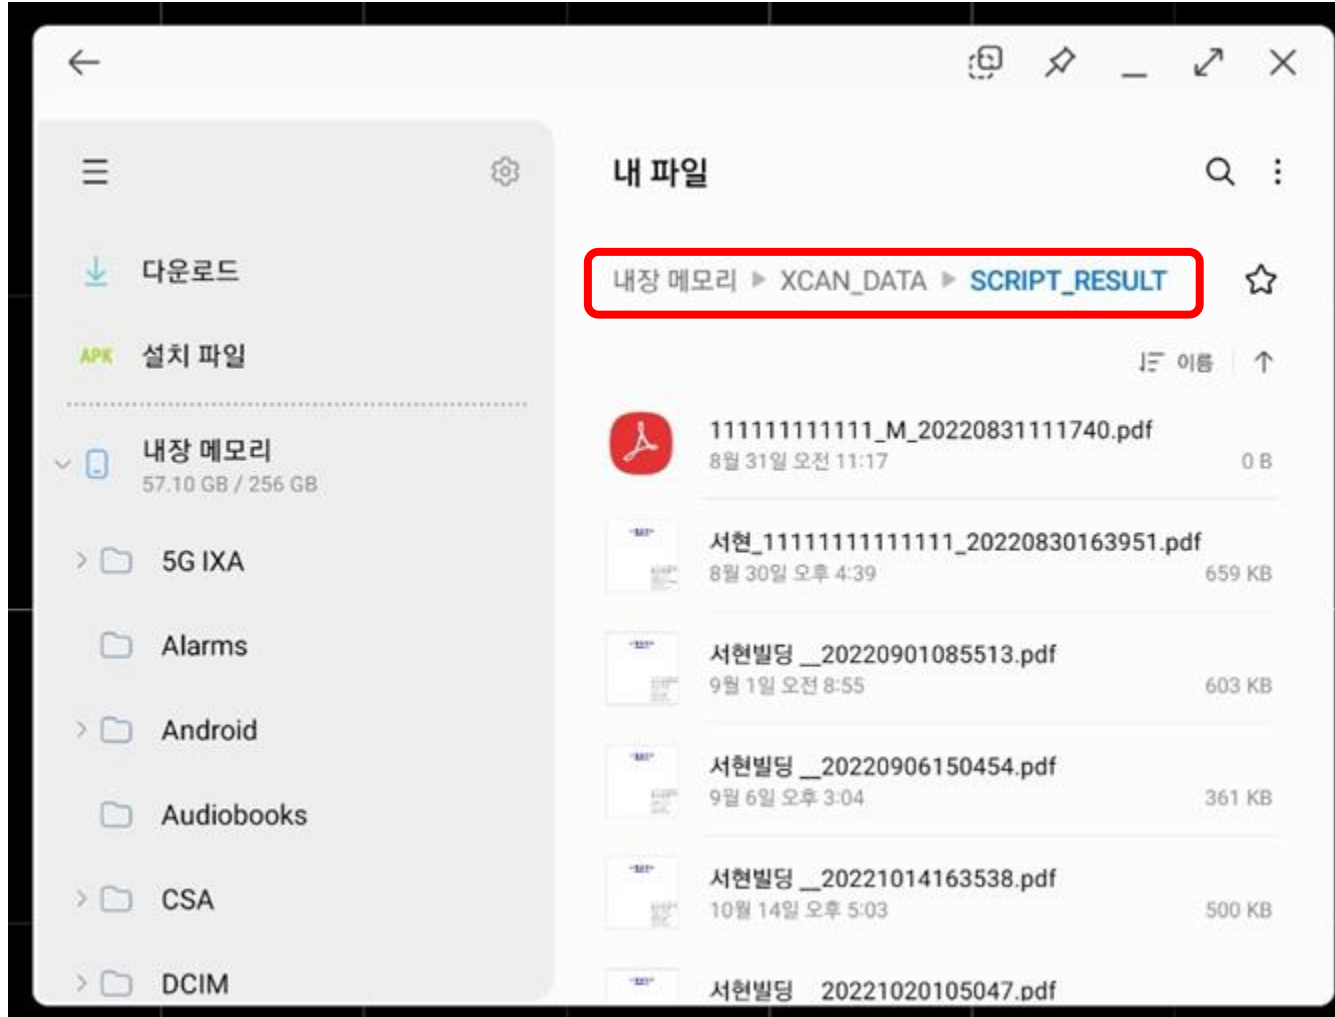 내 파일
다운로드
APK 설치 파일
내장 메모리
57.10 GB / 256 GB
5G IXA
Alarms
Android
Audiobooks
CSA
DCIM
내장 메모리 ▶ XCAN_DATA ▶ SCRIPT_RESULT
이름
111111111111_M_20220831111740.pdf
8월 31일 오전 11:17 0 B
서현_11111111111111_20220830163951.pdf
8월 30일 오후 4:39 659 KB
서현빌딩 __20220901085513.pdf
9월 1일 오전 8:55 603 KB
서현빌딩 __20220906150454.pdf
9월 6일 오후 3:04 361 KB
서현빌딩 __20221014163538.pdf
10월 14일 오후 5:03 500 KB
서현빌딩 __20221020105047.pdf